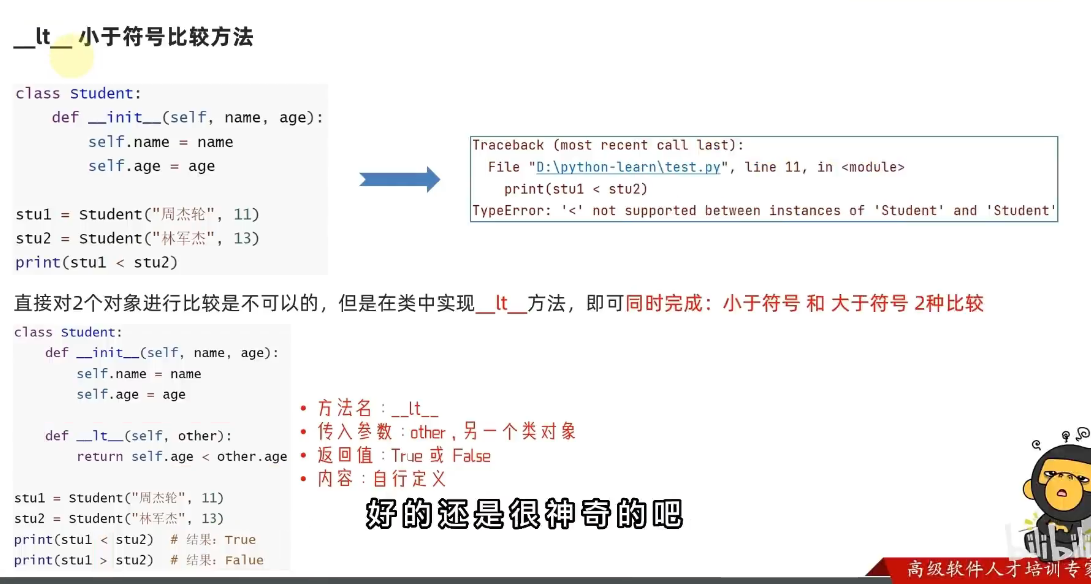 __lt__ 小于符号比较方法
class Student:
    def __init__(self, name, age):
        self.name = name
        self.age = age
stu1 = Student("周杰轮", 11)
stu2 = Student("林军杰", 13)
print(stu1 < stu2)
Traceback (most recent call last):
  File "D:\python-learn\test.py", line 11, in <module>
    print(stu1 < stu2)
TypeError: '<' not supported between instances of 'Student' and 'Student'
直接对2个对象进行比较是不可以的，但是在类中实现__lt__方法，即可同时完成：小于符号 和 大于符号 2种比较
class Student:
    def __init__(self, name, age):
        self.name = name
        self.age = age
    def __lt__(self, other):
        return self.age < other.age
stu1 = Student("周杰轮", 11)
stu2 = Student("林军杰", 13)
print(stu1 < stu2)  # 结果：True
print(stu1 > stu2)  # 结果：Falue
• 方法名：__lt__
• 传入参数：other，另一个类对象
• 返回值：True 或 False
• 内容：自行定义
好的还是很神奇的吧
bilibili
高级软件人才培训专